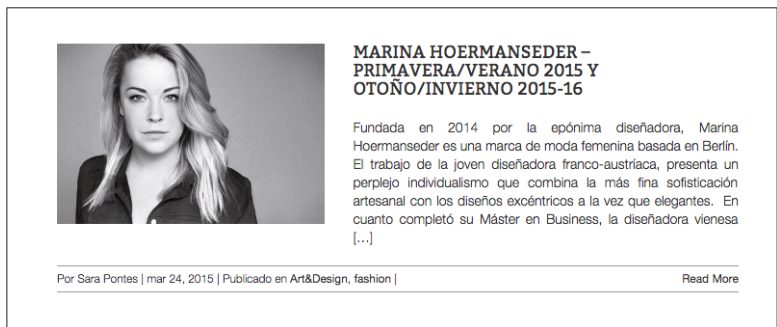 MARINA HOERMANSEDER –
PRIMAVERA/VERANO 2015 Y
OTOÑO/INVIERNO 2015-16
Fundada en 2014 por la epónima diseñadora, Marina
Hoermanseder es una marca de moda femenina basada en Berlín.
El trabajo de la joven diseñadora franco-austríaca, presenta un
perplejo individualismo que combina la más fina sofisticación
artesanal con los diseños excéntricos a la vez que elegantes. En
cuanto completó su Máster en Business, la diseñadora vienesa
[…]
Por Sara Pontes | mar 24, 2015 | Publicado en Art&Design, fashion | Read More